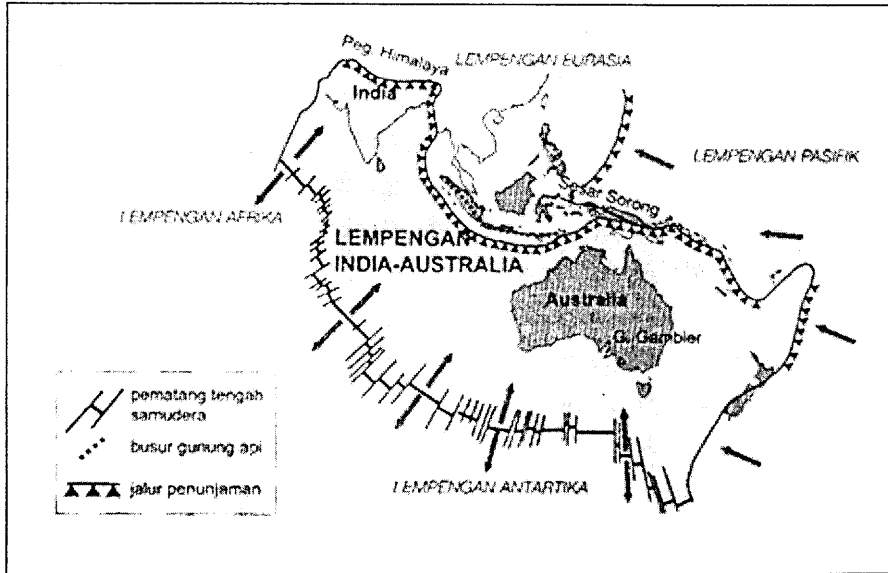 Peg. Himalaya
LEMPENGAN EURASIA
India
LEMPENGAN PASIFIK
Sesar Sorong
LEMPENGAN AFRIKA
LEMPENGAN
INDIA-AUSTRALIA
Australia
G. Gambier
pematang tengah
samudera
busur gunung api
jalur penunjaman
LEMPENGAN ANTARTIKA